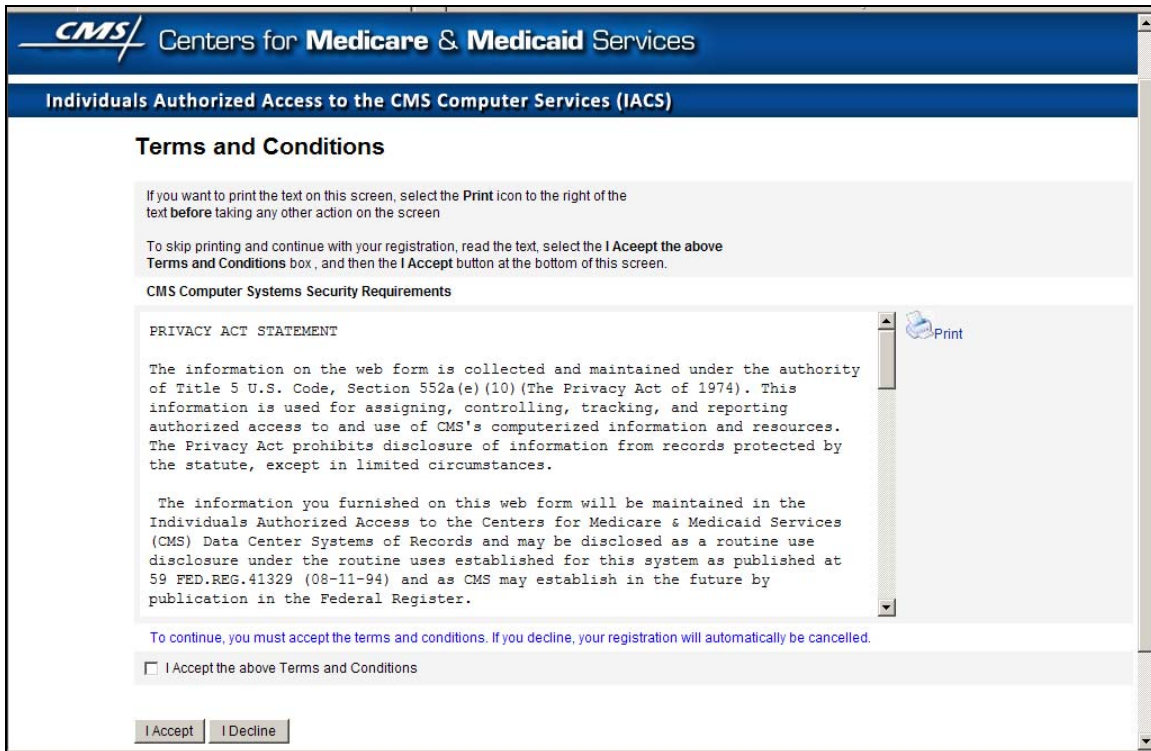 CMS Centers for Medicare & Medicaid Services
Individuals Authorized Access to the CMS Computer Services (IACS)
Terms and Conditions
If you want to print the text on this screen, select the Print icon to the right of the
text before taking any other action on the screen
To skip printing and continue with your registration, read the text, select the I Aceept the above
Terms and Conditions box , and then the I Accept button at the bottom of this screen.
CMS Computer Systems Security Requirements
PRIVACY ACT STATEMENT
Print
The information on the web form is collected and maintained under the authority
of Title 5 U.S. Code, Section 552a(e)(10)(The Privacy Act of 1974). This
information is used for assigning, controlling, tracking, and reporting
authorized access to and use of CMS's computerized information and resources.
The Privacy Act prohibits disclosure of information from records protected by
the statute, except in limited circumstances.
The information you furnished on this web form will be maintained in the
Individuals Authorized Access to the Centers for Medicare & Medicaid Services
(CMS) Data Center Systems of Records and may be disclosed as a routine use
disclosure under the routine uses established for this system as published at
59 FED.REG.41329 (08-11-94) and as CMS may establish in the future by
publication in the Federal Register.
To continue, you must accept the terms and conditions. If you decline, your registration will automatically be cancelled.
I Accept the above Terms and Conditions
I Accept I Decline